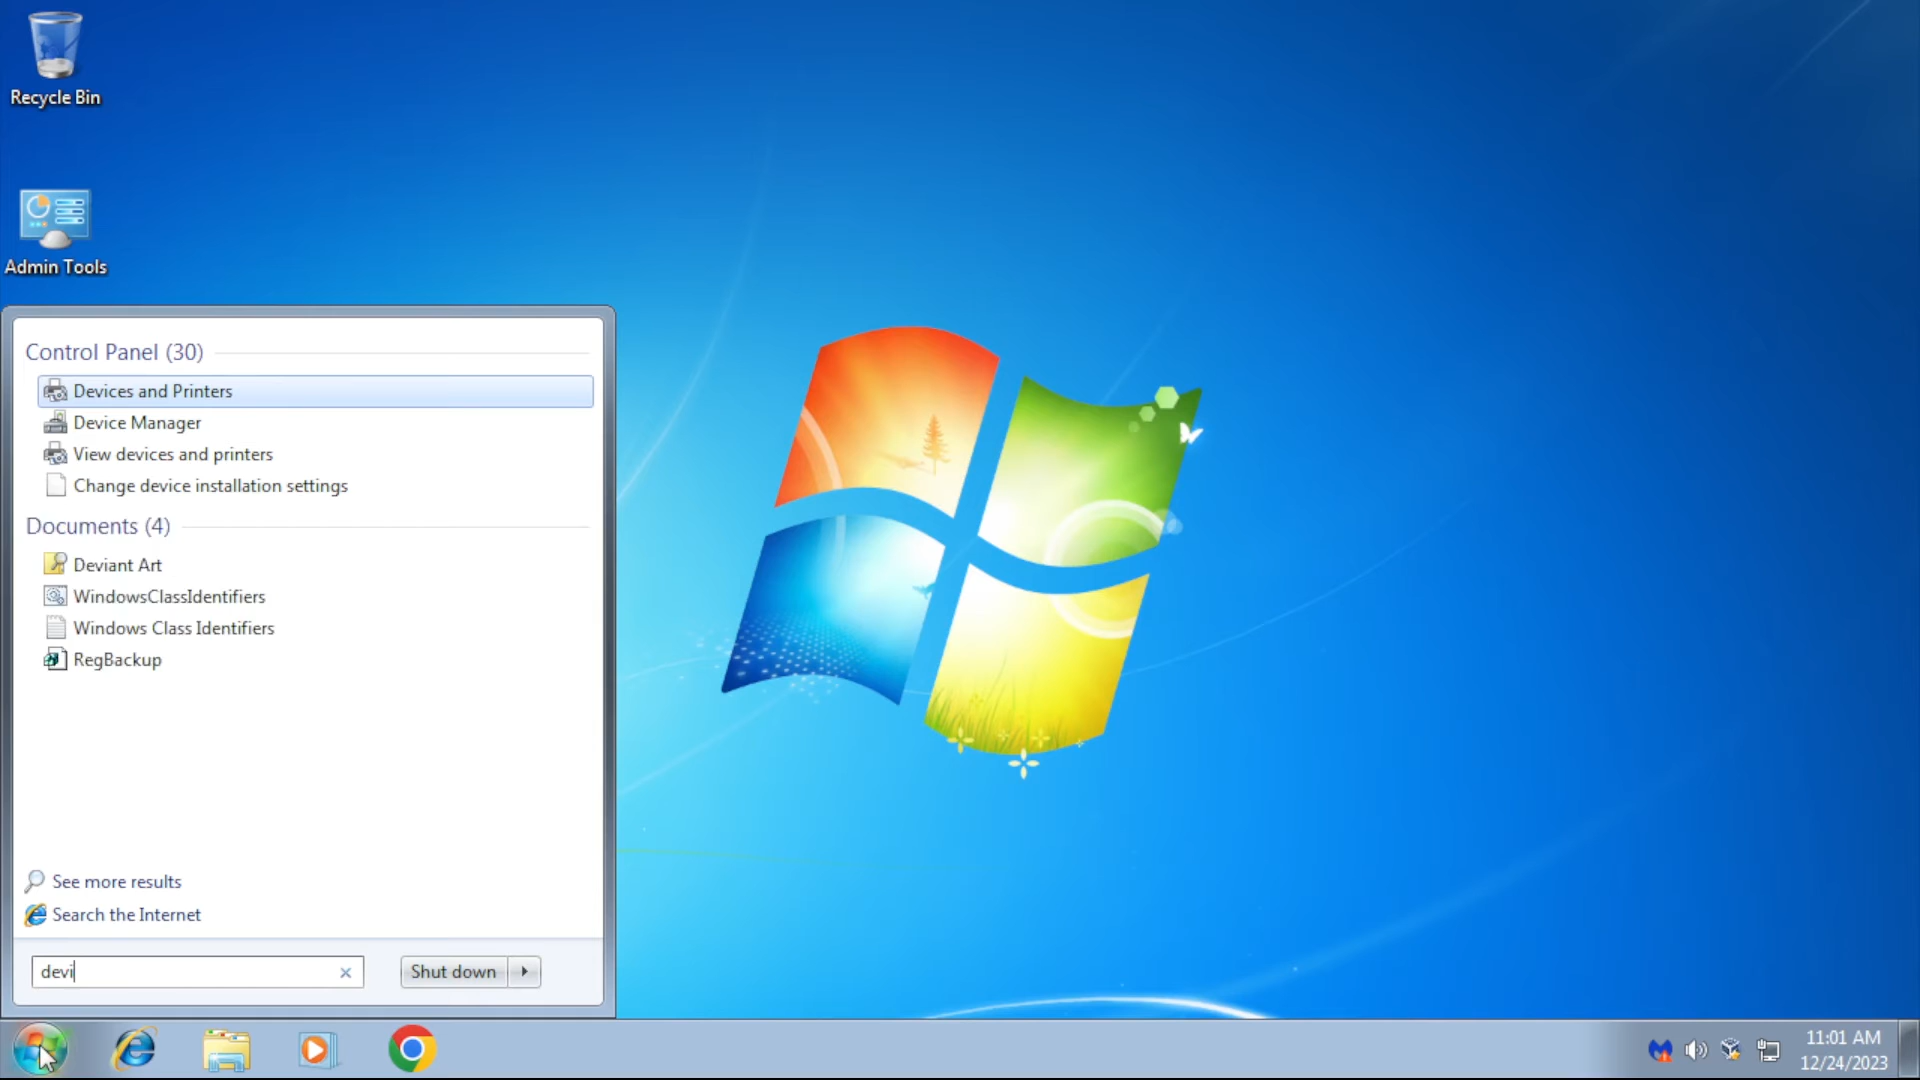 Recycle Bin
Admin Tools
Control Panel (30)
Devices and Printers
Device Manager
View devices and printers
Change device installation settings
Documents (4)
Deviant Art
WindowsClassIdentifiers
Windows Class Identifiers
RegBackup
See more results
Search the Internet
devi
Shut down
11:01 AM
12/24/2023